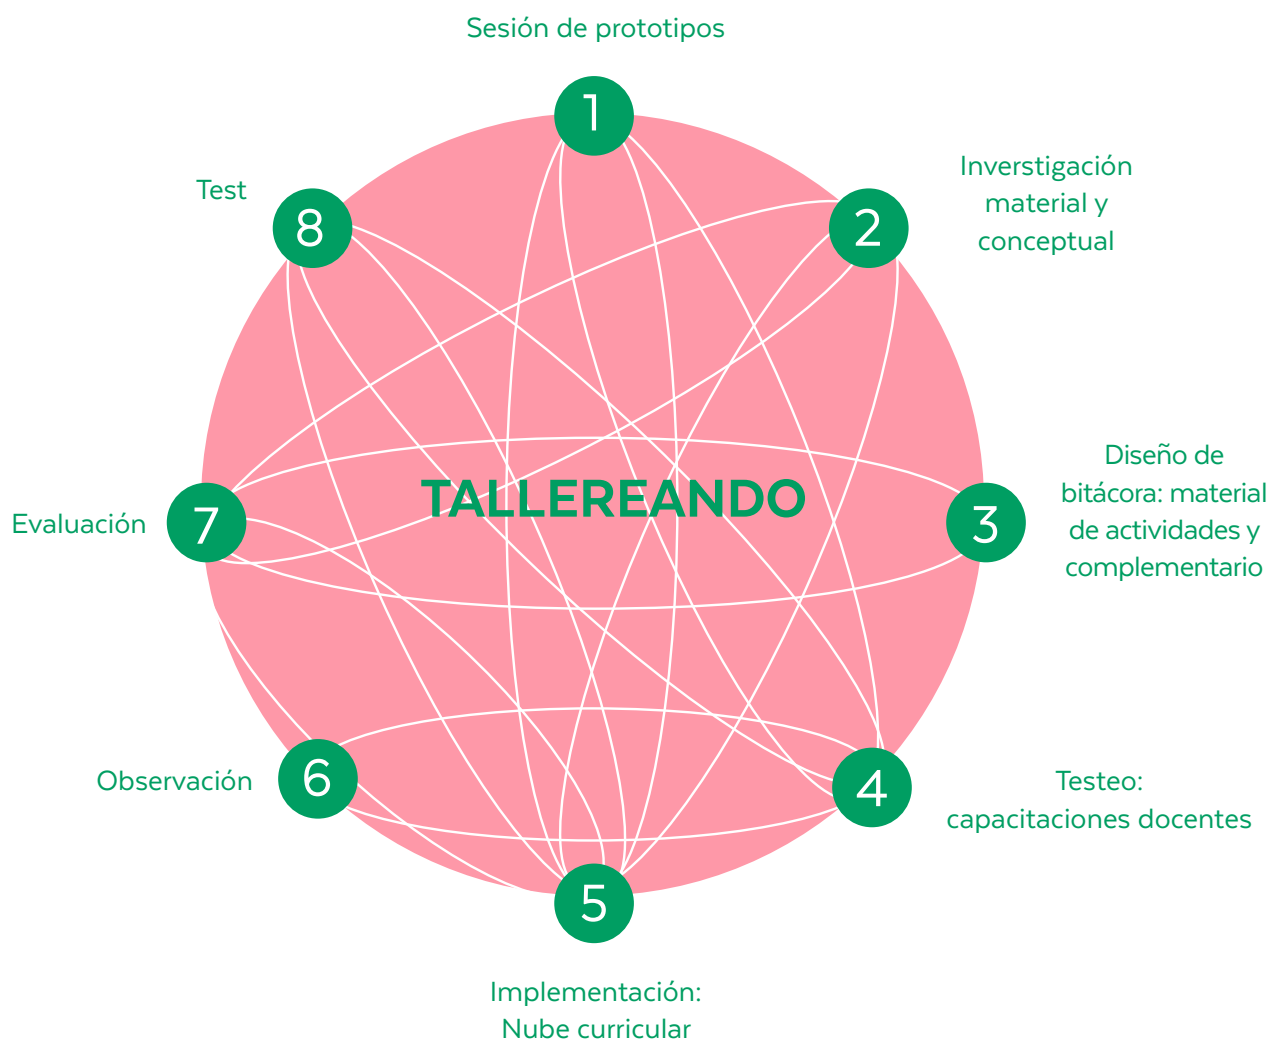 Sesión de prototipos
1
Inverstigación
material y
conceptual
2
Diseño de
bitácora: material
de actividades y
complementario
3
Testeo:
capacitaciones docentes
4
Implementación:
Nube curricular
5
Observación
6
Evaluación
7
Test
8
TALLEREANDO